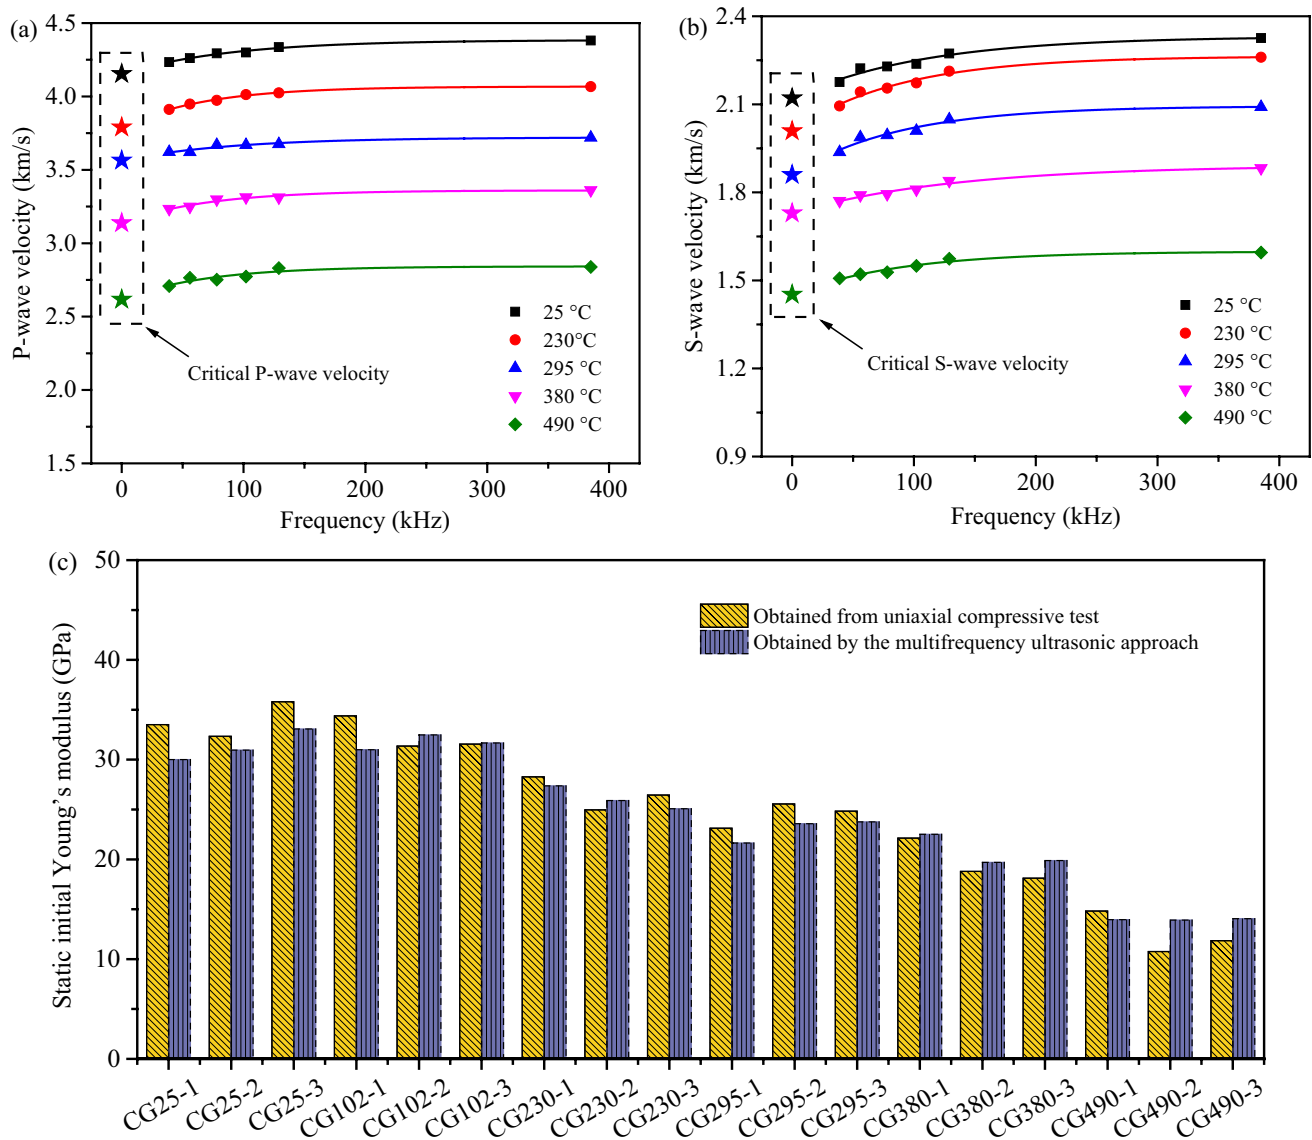 (a)
4.5
4.0
3.5
3.0
2.5
2.0
1.5
P-wave velocity (km/s)
25 °C
230°C
295 °C
380 °C
490 °C
Critical P-wave velocity
0
100
200
300
400
Frequency (kHz)
(b)
2.4
2.1
1.8
1.5
1.2
0.9
S-wave velocity (km/s)
25 °C
230 °C
295 °C
380 °C
490 °C
Critical S-wave velocity
0
100
200
300
400
Frequency (kHz)
(c)
50
40
30
20
10
0
Static initial Young’s modulus (GPa)
Obtained from uniaxial compressive test
Obtained by the multifrequency ultrasonic approach
CG25-1
CG25-2
CG25-3
CG102-1
CG102-2
CG102-3
CG230-1
CG230-2
CG230-3
CG295-1
CG295-2
CG295-3
CG380-1
CG380-2
CG380-3
CG490-1
CG490-2
CG490-3